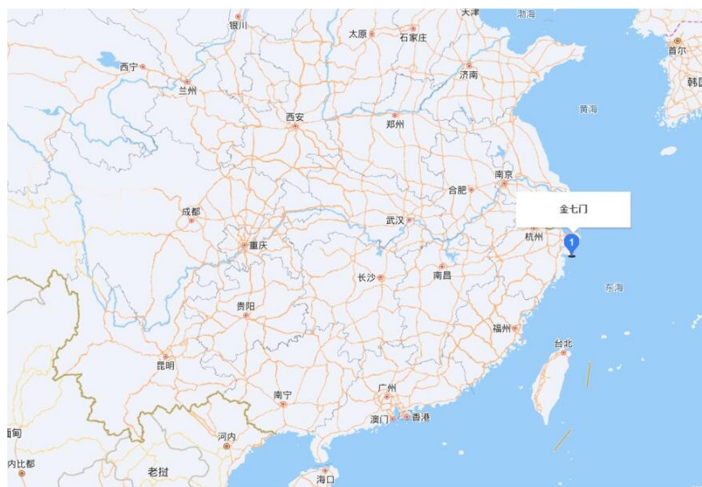 天津
渤海
银川
太原
石家庄
首尔
西宁
兰州
济南
韩国
西安
郑州
黄海
南京
合肥
成都
武汉
金七门
杭州
1
重庆
长沙
南昌
东海
贵阳
福州
台北
昆明
南宁
广州
澳门
香港
缅甸
河内
内比都
老挝
海口